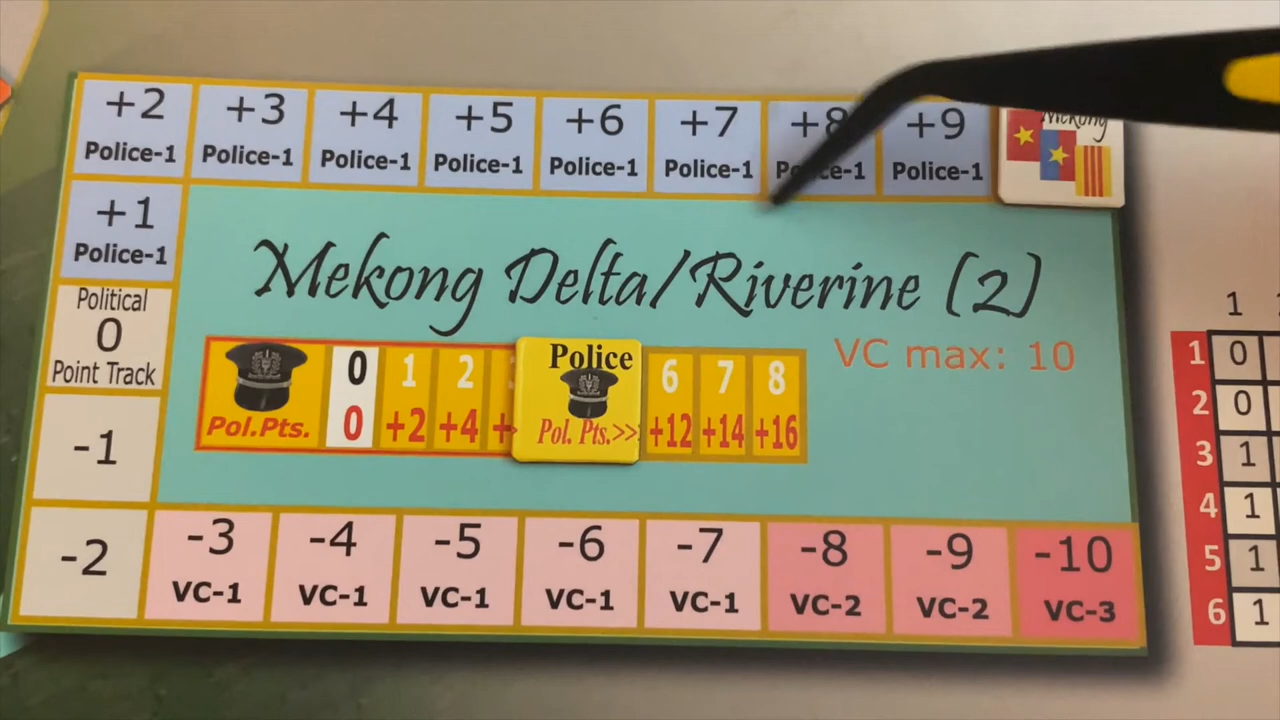 +2 +3 +4 +5 +6 +7 +8 +9
Police-1 Police-1 Police-1 Police-1 Police-1 Police-1 Police-1 Police-1
Mekong
+1
Police-1
Political
0
Point Track
-1
-2
Mekong Delta/Riverine (2)
VC max: 10
Pol.Pts.
0 1 2
0 +2 +4 +
Police
Pol. Pts.>>
6 7 8
+12 +14 +16
-3 -4 -5 -6 -7 -8 -9 -10
VC-1 VC-1 VC-1 VC-1 VC-1 VC-2 VC-2 VC-3
1
1 0
2 0
3 1
4 1
5 1
6 1